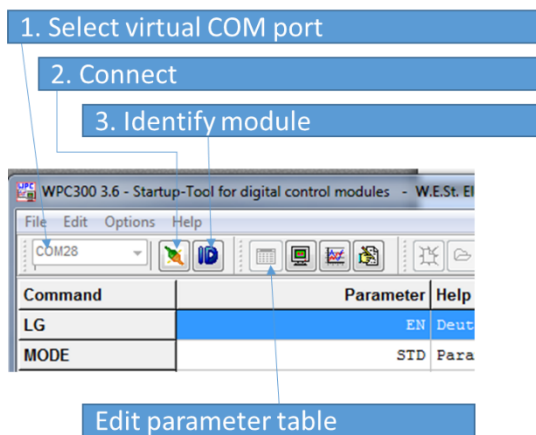 1. Select virtual COM port
2. Connect
3. Identify module
WPC300 3.6 - Startup-Tool for digital control modules - W.E.St. El
File Edit Options Help
COM28 ID
Command Parameter Help
LG EN Deut
MODE STD Para
Edit parameter table